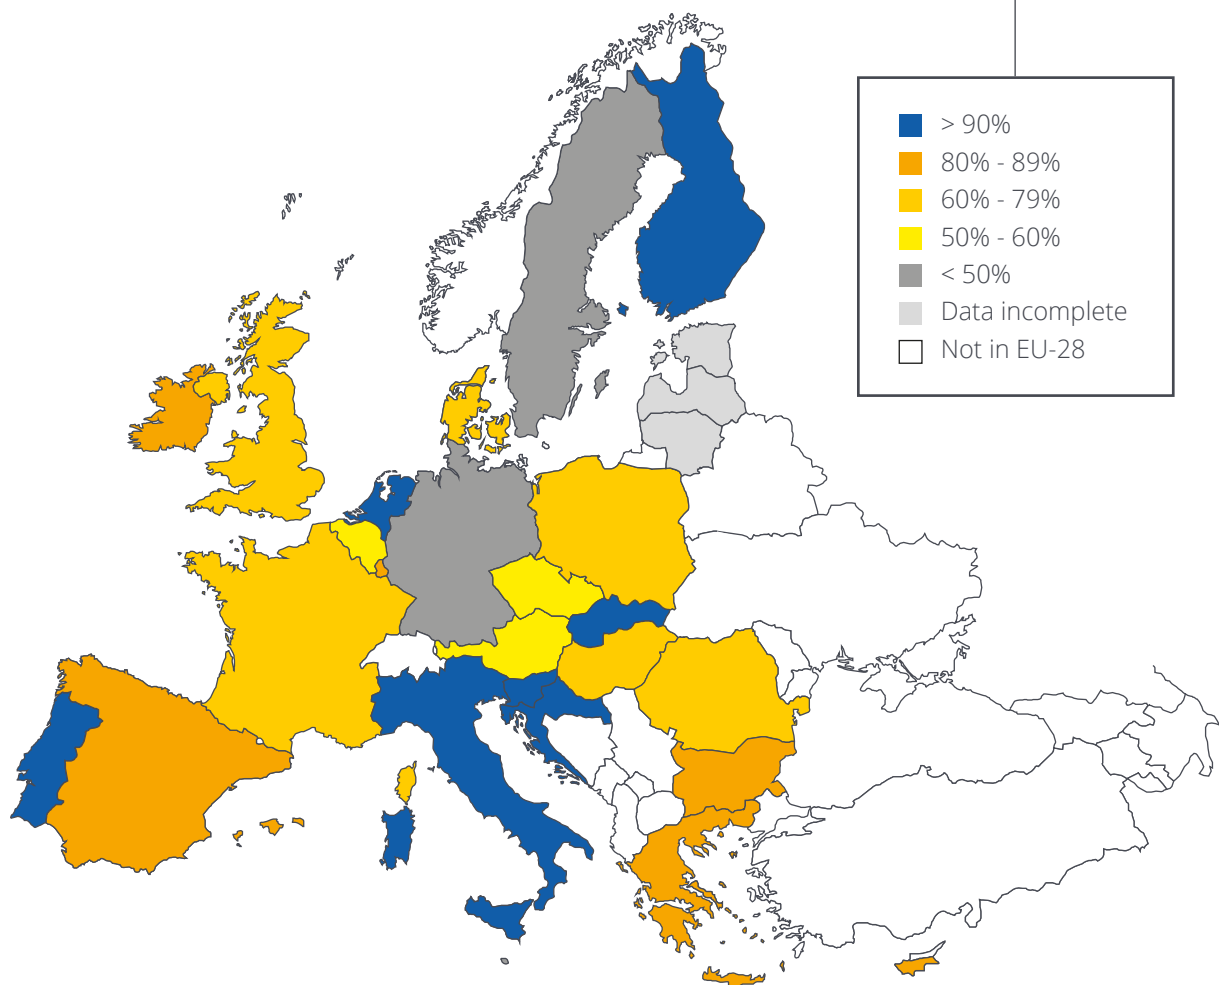 > 90%
80% - 89%
60% - 79%
50% - 60%
< 50%
Data incomplete
Not in EU-28